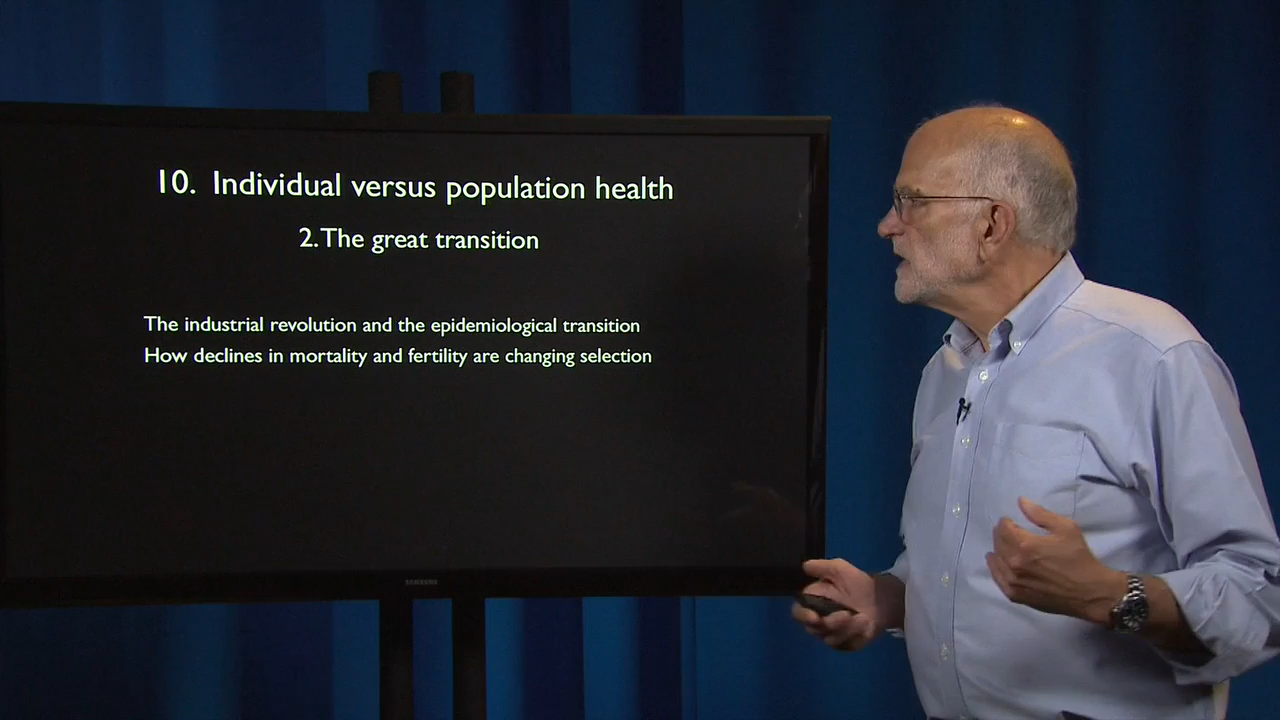 10. Individual versus population health
2. The great transition
The industrial revolution and the epidemiological transition
How declines in mortality and fertility are changing selection
SAMSUNG